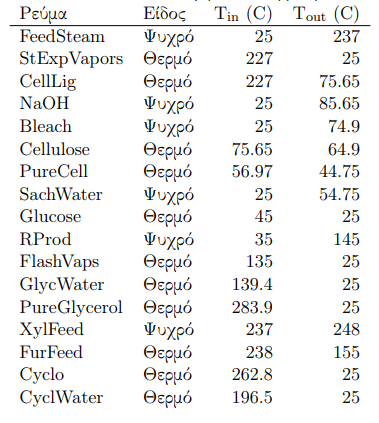 Ρεύμα Είδος T_in (C) T_out (C)
FeedSteam Ψυχρό 25 237
StExpVapors Θερμό 227 25
CellLig Θερμό 227 75.65
NaOH Ψυχρό 25 85.65
Bleach Ψυχρό 25 74.9
Cellulose Θερμό 75.65 64.9
PureCell Θερμό 56.97 44.75
SachWater Ψυχρό 25 54.75
Glucose Θερμό 45 25
RProd Ψυχρό 35 145
FlashVaps Θερμό 135 25
GlycWater Θερμό 139.4 25
PureGlycerol Θερμό 283.9 25
XylFeed Ψυχρό 237 248
FurFeed Θερμό 238 155
Cyclo Θερμό 262.8 25
CyclWater Θερμό 196.5 25